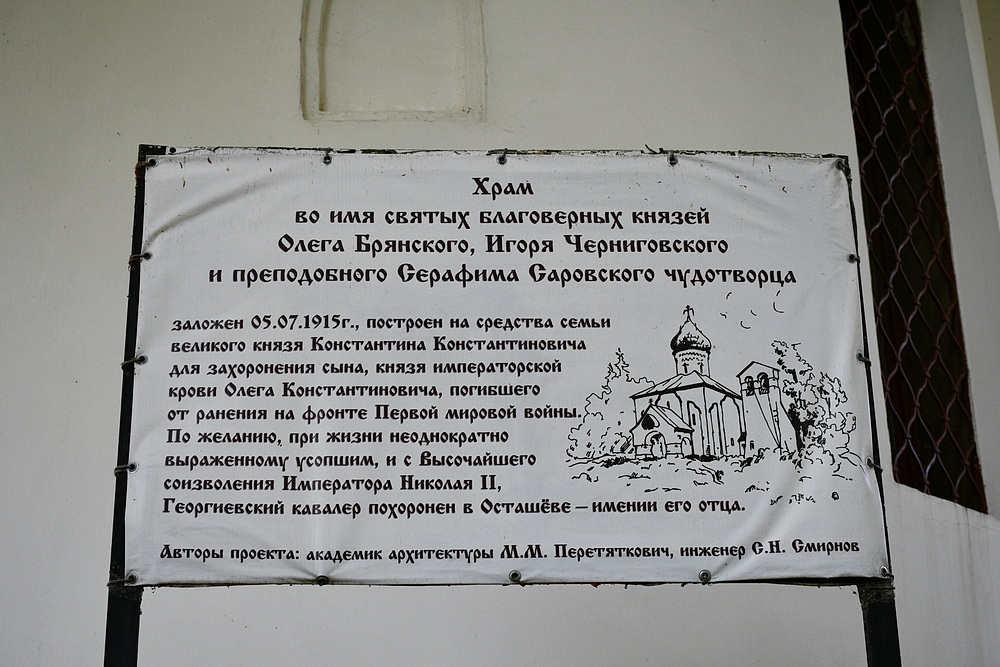 Храм
во имя святых благоверных князей
Олега Брянского, Игоря Черниговского
и преподобного Серафима Саровского чудотворца
заложен 05.07.1915г., построен на средства семьи
великого князя Константина Константиновича
для захоронения сына, князя императорской
крови Олега Константиновича, погибшего
от ранения на фронте Первой мировой войны.
По желанию, при жизни неоднократно
выраженному усопшим, и с Высочайшего
соизволения Императора Николая II,
Георгиевский кавалер похоронен в Осташёве – имении его отца.
Авторы проекта: академик архитектуры М.М. Перетяткович, инженер С.Н. Смирнов